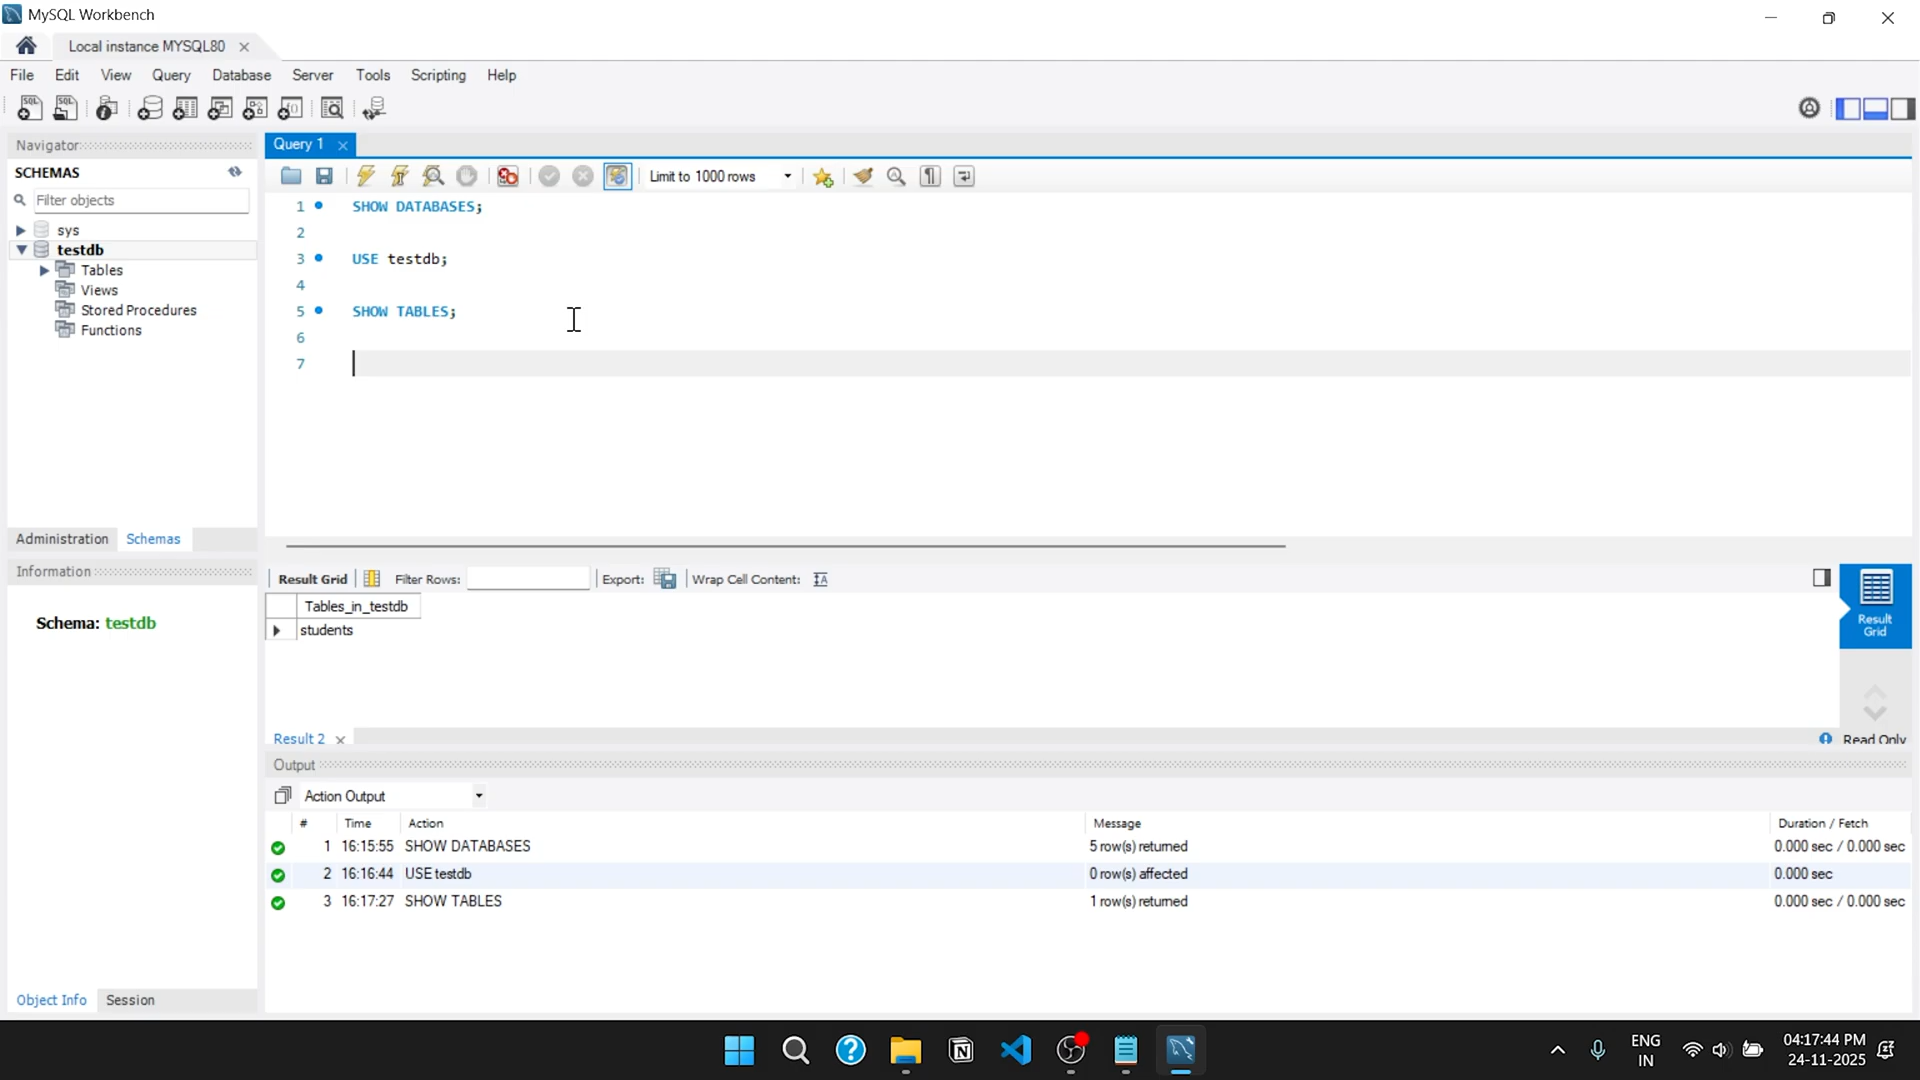 MySQL Workbench
Local instance MYSQL80
File Edit View Query Database Server Tools Scripting Help
Navigator
SCHEMAS
Filter objects
sys
testdb
Tables
Views
Stored Procedures
Functions
Administration Schemas
Information
Schema: testdb
Object Info Session
Query 1
Limit to 1000 rows
1 SHOW DATABASES;
2
3 USE testdb;
4
5 SHOW TABLES;
6
7
Result Grid Filter Rows: Export: Wrap Cell Content:
Tables_in_testdb
students
Result Grid
Result 2
Read Only
Output
Action Output
# Time Action Message Duration / Fetch
1 16:15:55 SHOW DATABASES 5 row(s) returned 0.000 sec / 0.000 sec
2 16:16:44 USE testdb 0 row(s) affected 0.000 sec
3 16:17:27 SHOW TABLES 1 row(s) returned 0.000 sec / 0.000 sec
ENG
IN
04:17:44 PM
24-11-2025